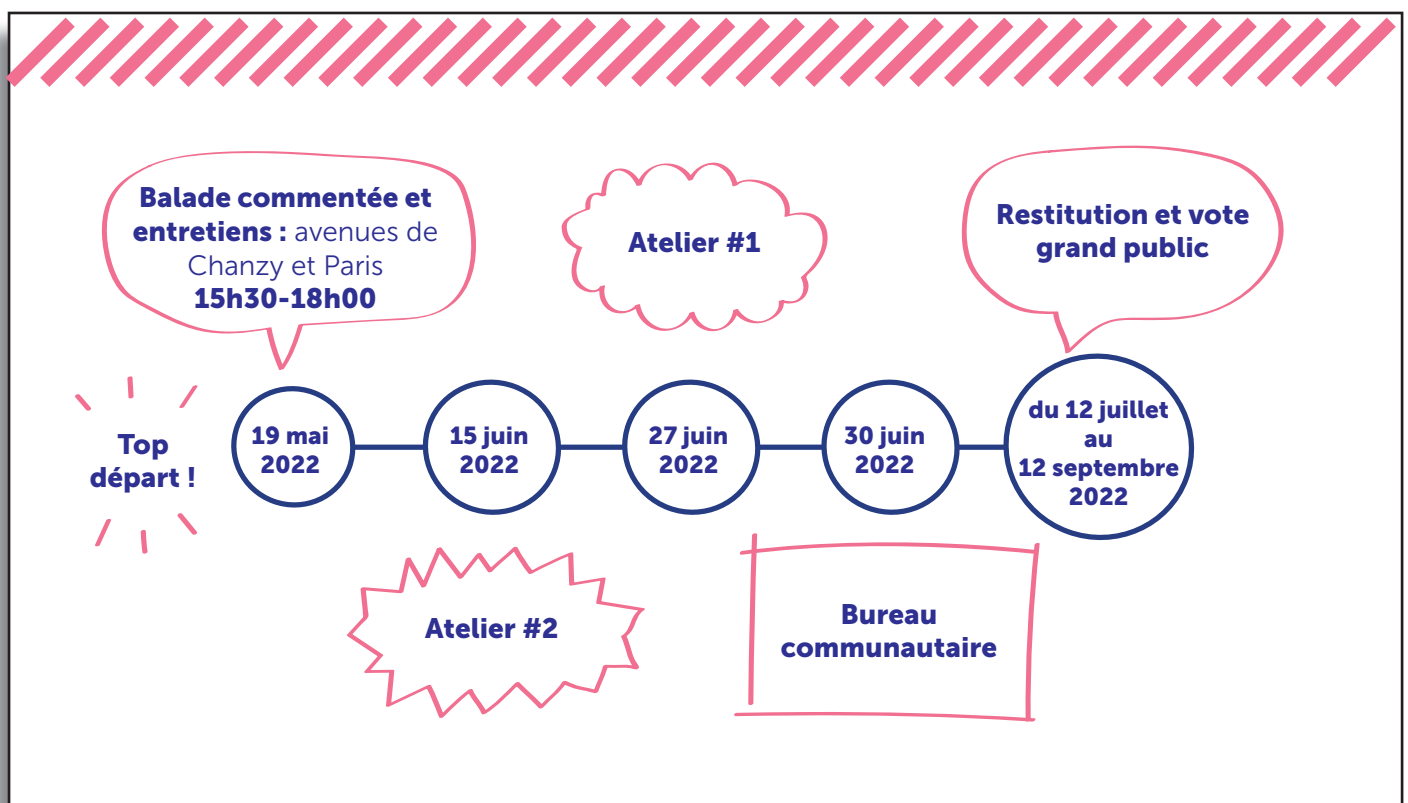 Balade commentée et
entretiens : avenues de
Chanzy et Paris
15h30-18h00
Atelier #1
Restitution et vote
grand public
Top
départ !
19 mai
2022
15 juin
2022
27 juin
2022
30 juin
2022
du 12 juillet
au
12 septembre
2022
Atelier #2
Bureau
communautaire